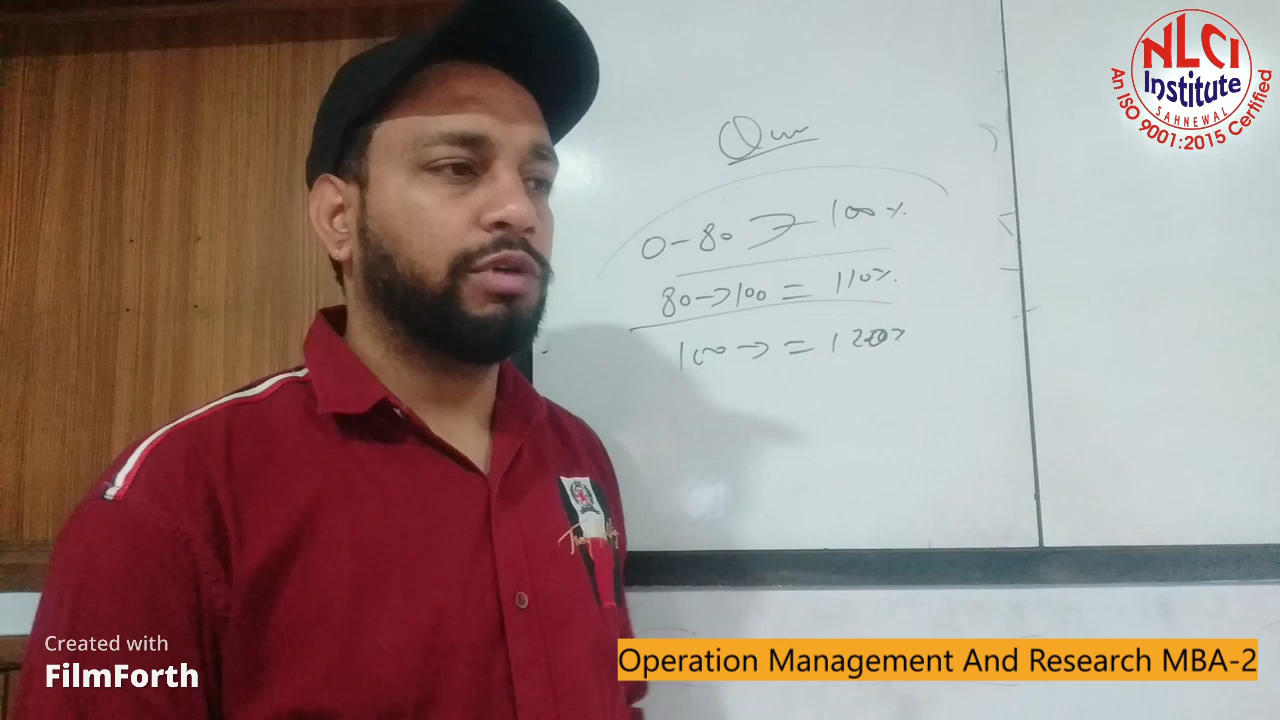 NLCI
Institute
SAHNEWAL
An ISO 9001:2015 Certified
0-80 → 100%
80→100 = 110%
100→ = 120%
Created with
FilmForth
Operation Management And Research MBA-2